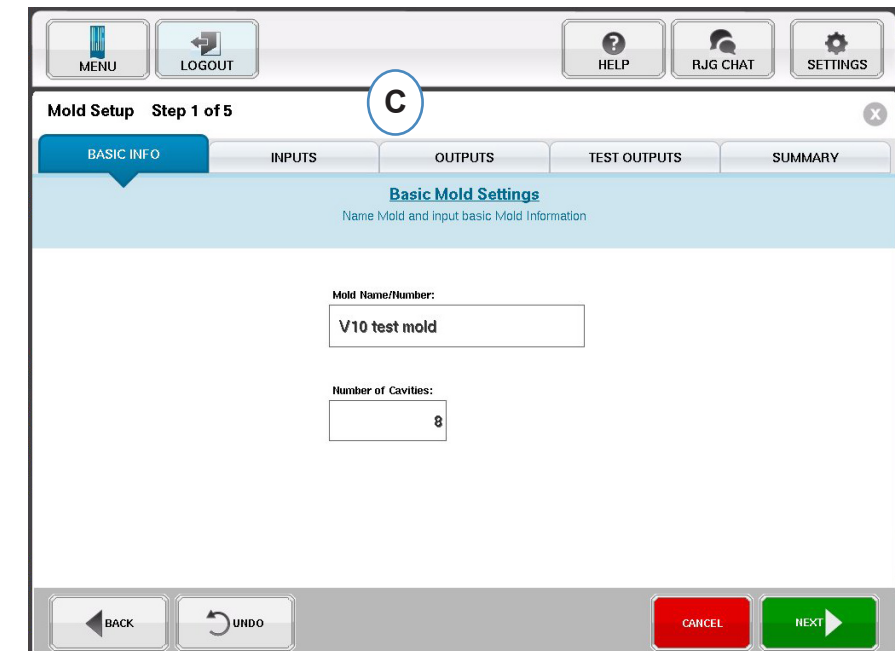 MENU
LOGOUT
HELP
RJG CHAT
SETTINGS
C
Mold Setup Step 1 of 5
X
BASIC INFO
INPUTS
OUTPUTS
TEST OUTPUTS
SUMMARY
Basic Mold Settings
Name Mold and input basic Mold Information
Mold Name/Number:
V10 test mold
Number of Cavities:
8
BACK
UNDO
CANCEL
NEXT